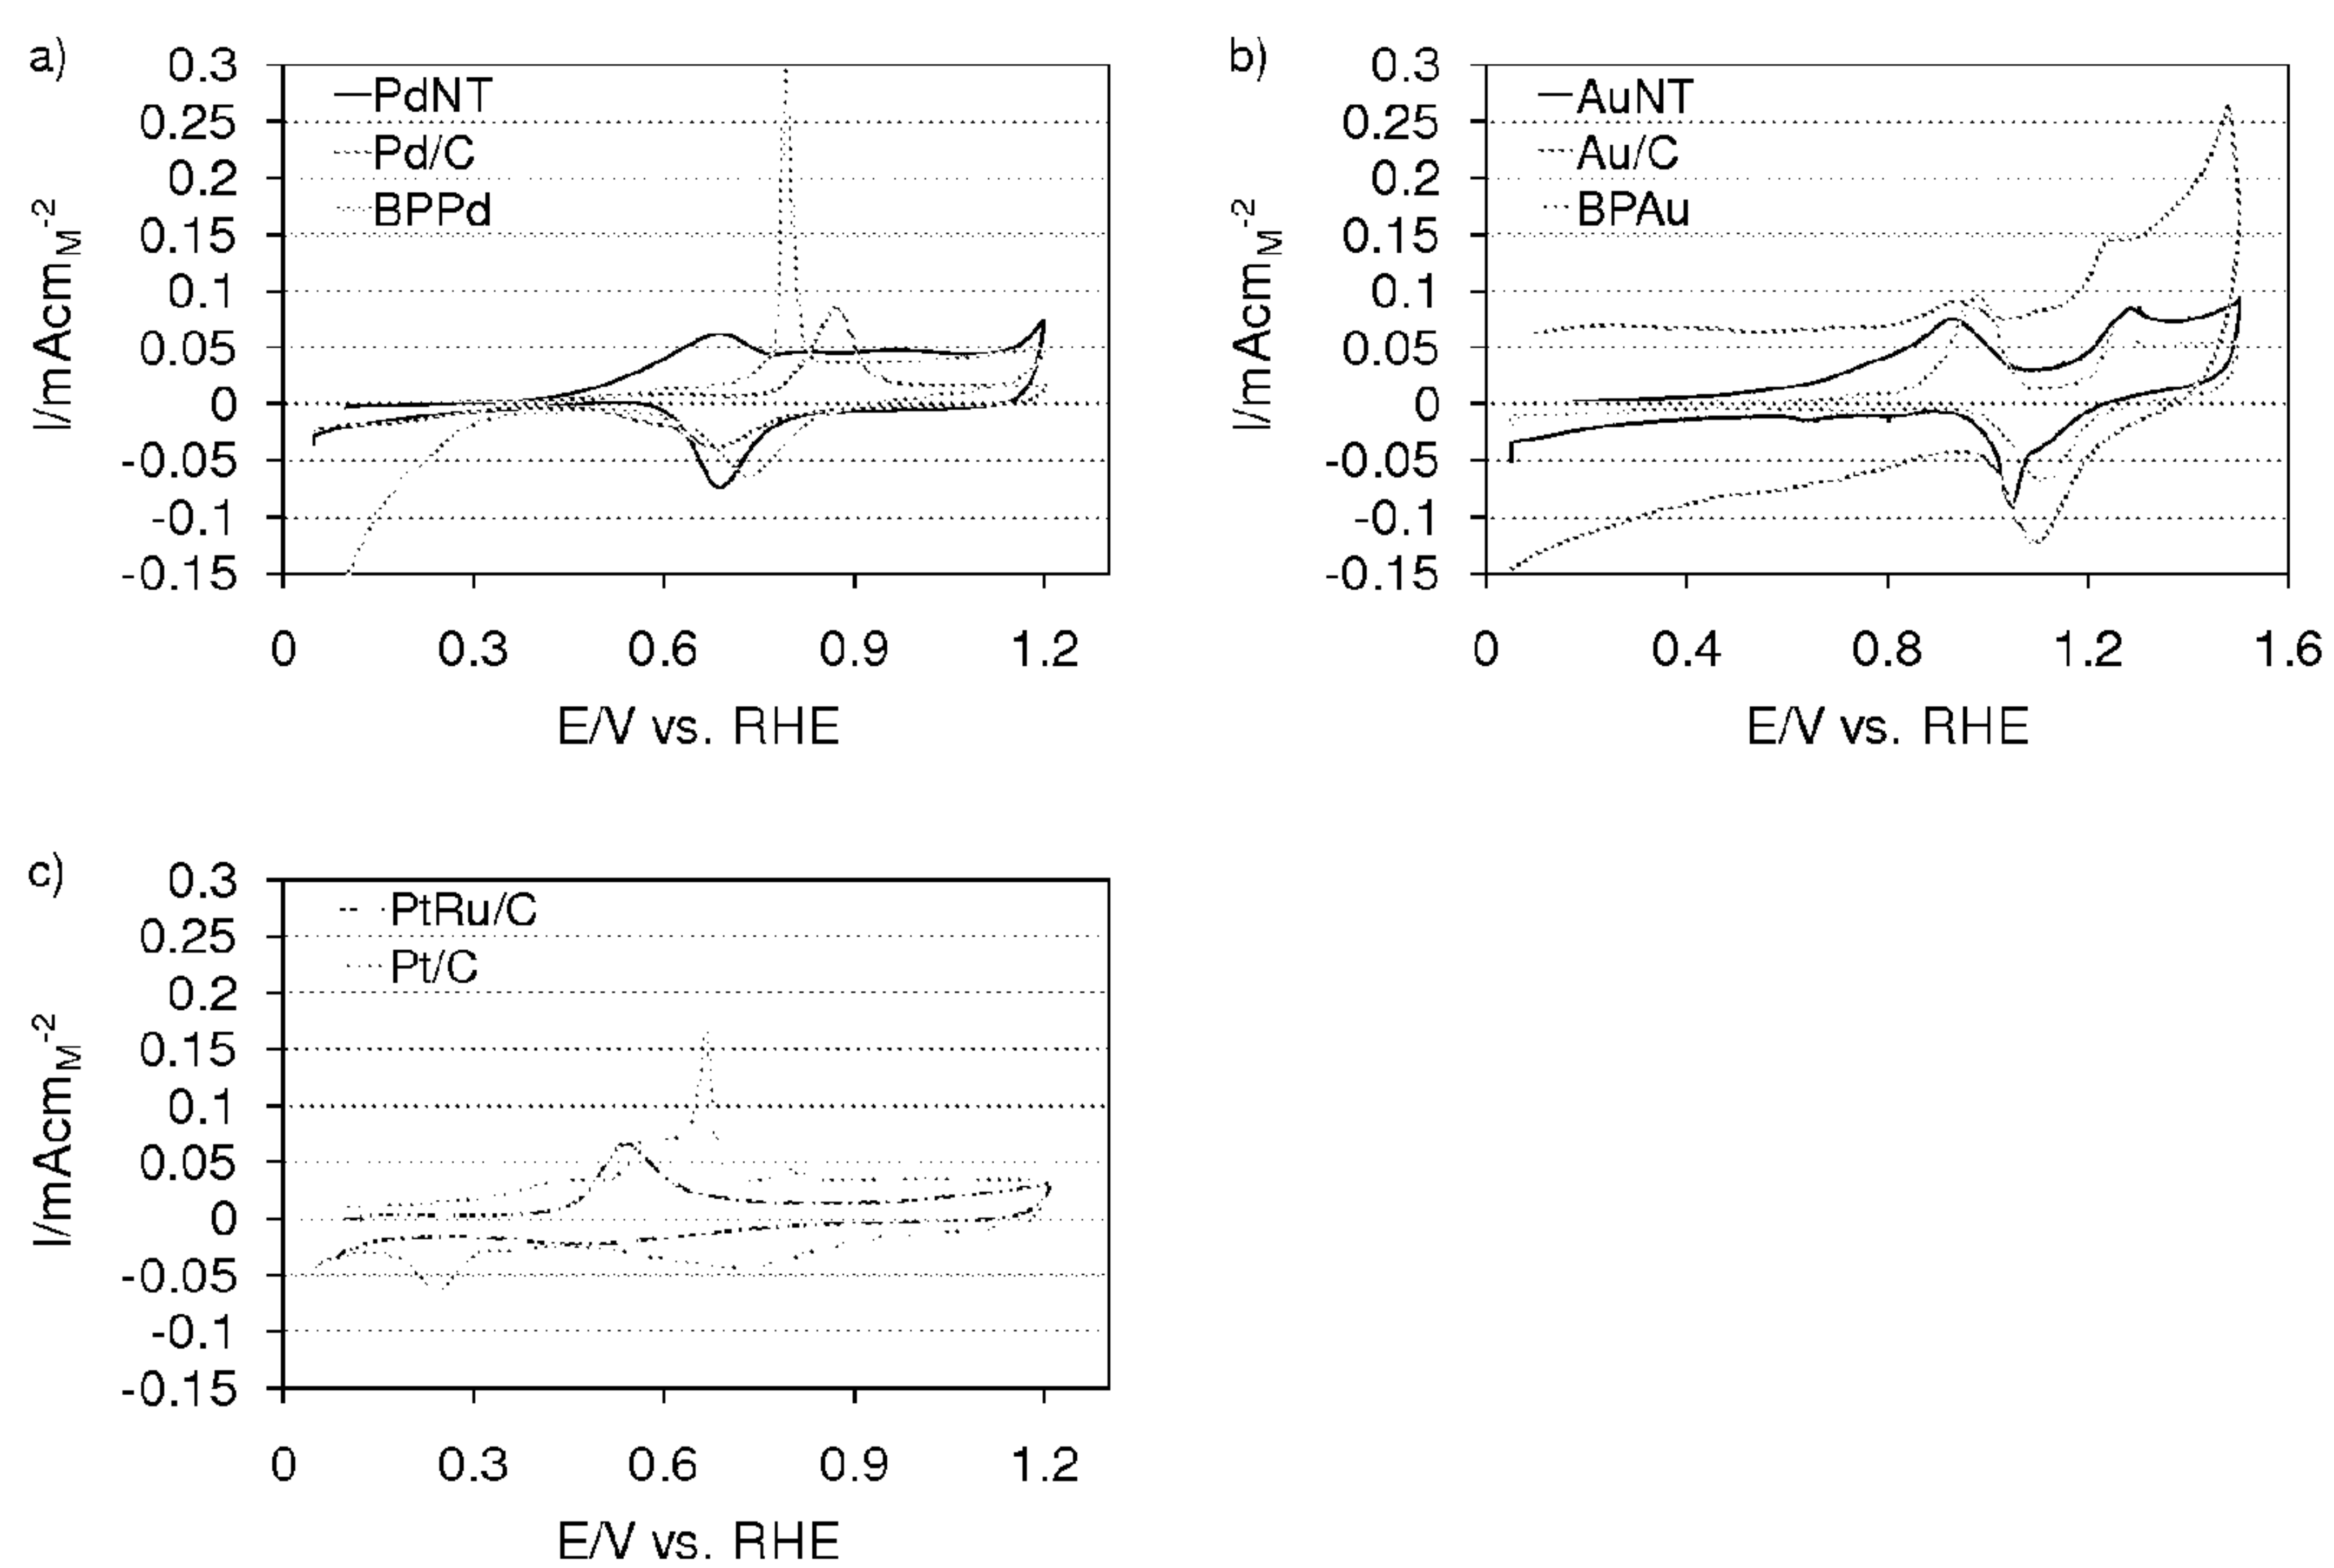 a)
I/mAcm_M^-2
0.3
0.25
0.2
0.15
0.1
0.05
0
-0.05
-0.1
-0.15
PdNT
Pd/C
BPPd
0 0.3 0.6 0.9 1.2
E/V vs. RHE
b)
I/mAcm_M^-2
0.3
0.25
0.2
0.15
0.1
0.05
0
-0.05
-0.1
-0.15
AuNT
Au/C
BPAu
0 0.4 0.8 1.2 1.6
E/V vs. RHE
c)
I/mAcm_M^-2
0.3
0.25
0.2
0.15
0.1
0.05
0
-0.05
-0.1
-0.15
PtRu/C
Pt/C
0 0.3 0.6 0.9 1.2
E/V vs. RHE